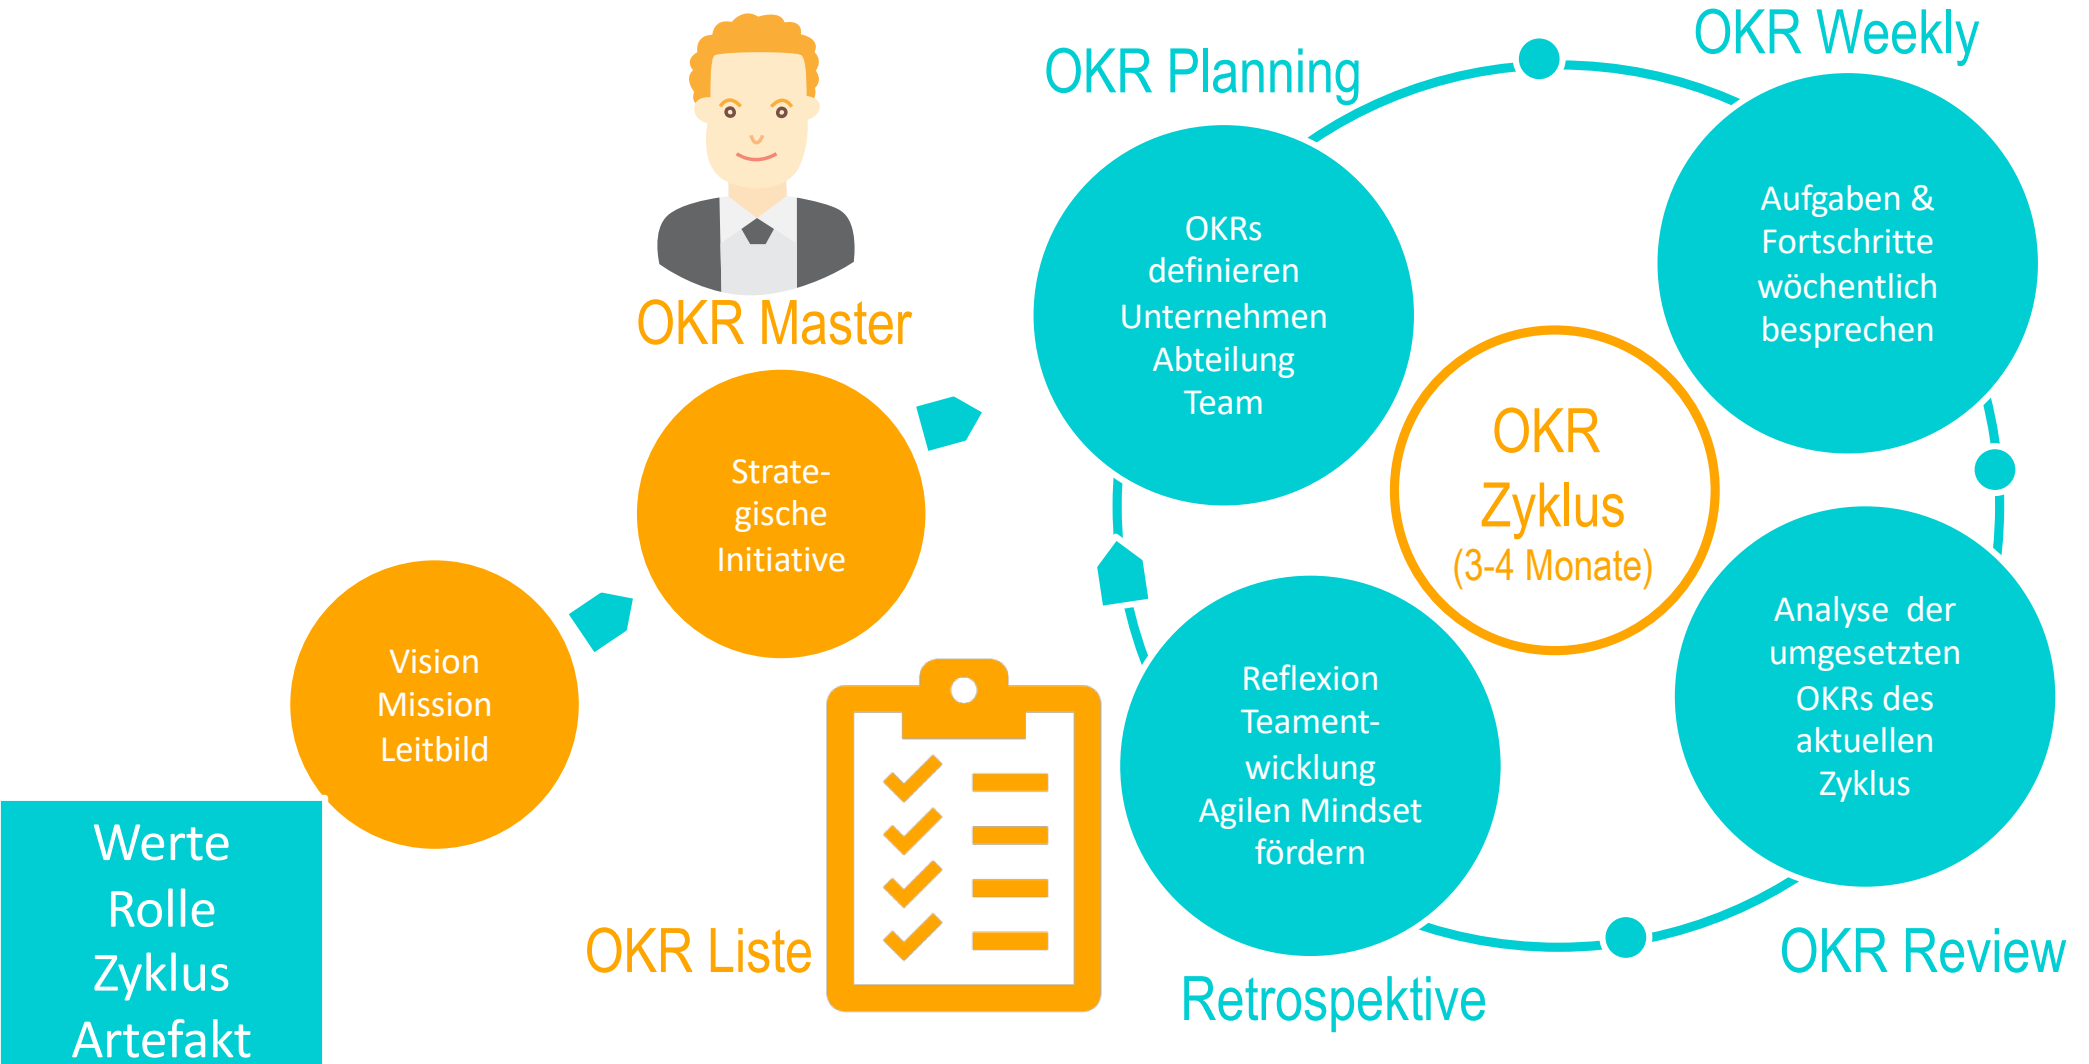 OKR Master
Strate-
gische
Initiative
Vision
Mission
Leitbild
Werte
Rolle
Zyklus
Artefakt
OKR Liste
OKR Planning
OKRs
definieren
Unternehmen
Abteilung
Team
OKR Weekly
Aufgaben &
Fortschritte
wöchentlich
besprechen
OKR
Zyklus
(3-4 Monate)
Analyse der
umgesetzten
OKRs des
aktuellen
Zyklus
OKR Review
Reflexion
Teament-
wicklung
Agilen Mindset
fördern
Retrospektive